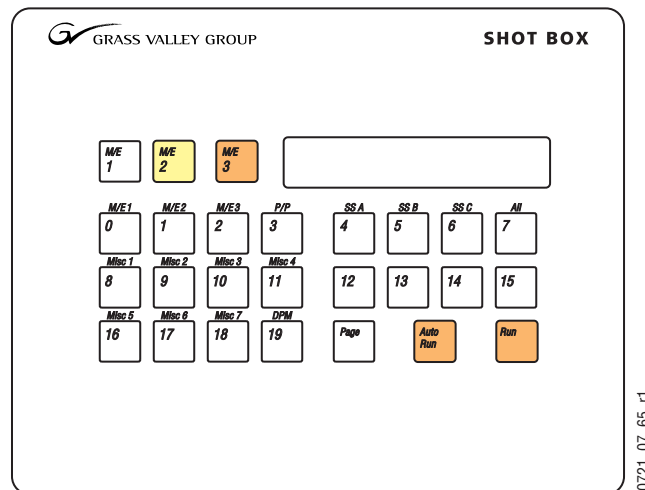 GRASS VALLEY GROUP
SHOT BOX
M/E 1
M/E 2
M/E 3
M/E1 M/E2 M/E3 P/P SS A SS B SS C All
0 1 2 3 4 5 6 7
Misc 1 Misc 2 Misc 3 Misc 4
8 9 10 11 12 13 14 15
Misc 5 Misc 6 Misc 7 DPM
16 17 18 19 Page Auto Run Run
0721_07_65_r1